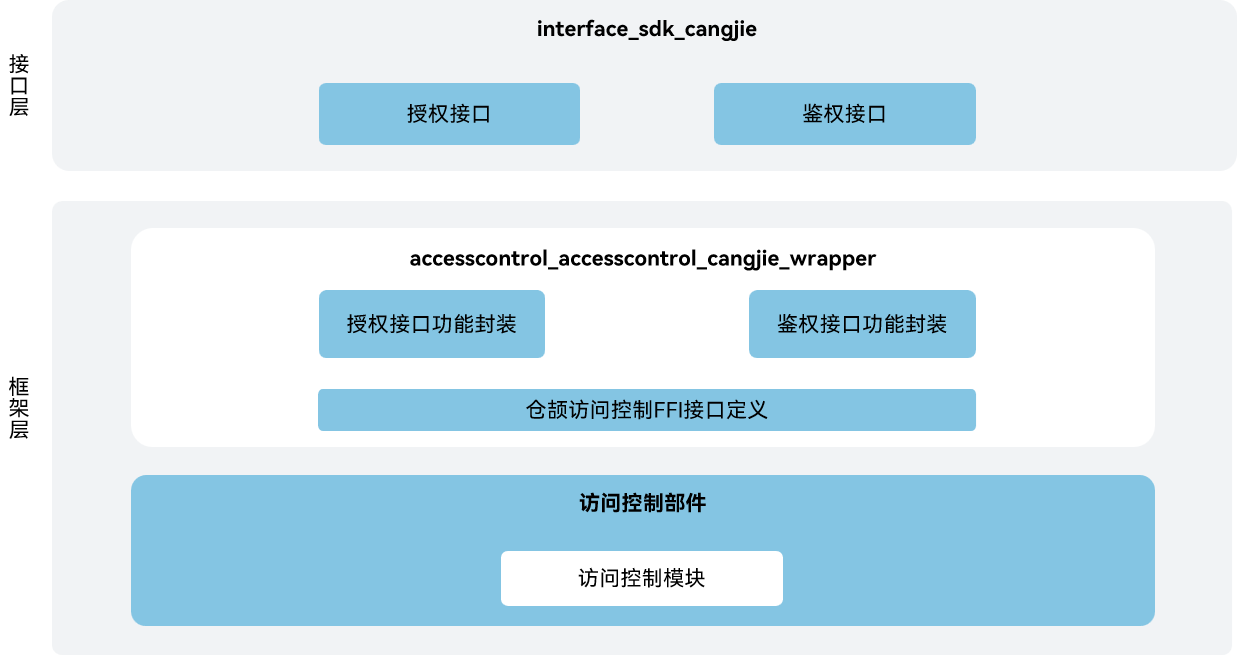 interface_sdk_cangjie
接口层
授权接口
鉴权接口
accesscontrol_accesscontrol_cangjie_wrapper
授权接口功能封装
鉴权接口功能封装
仓颉访问控制FFI接口定义
框架层
访问控制部件
访问控制模块